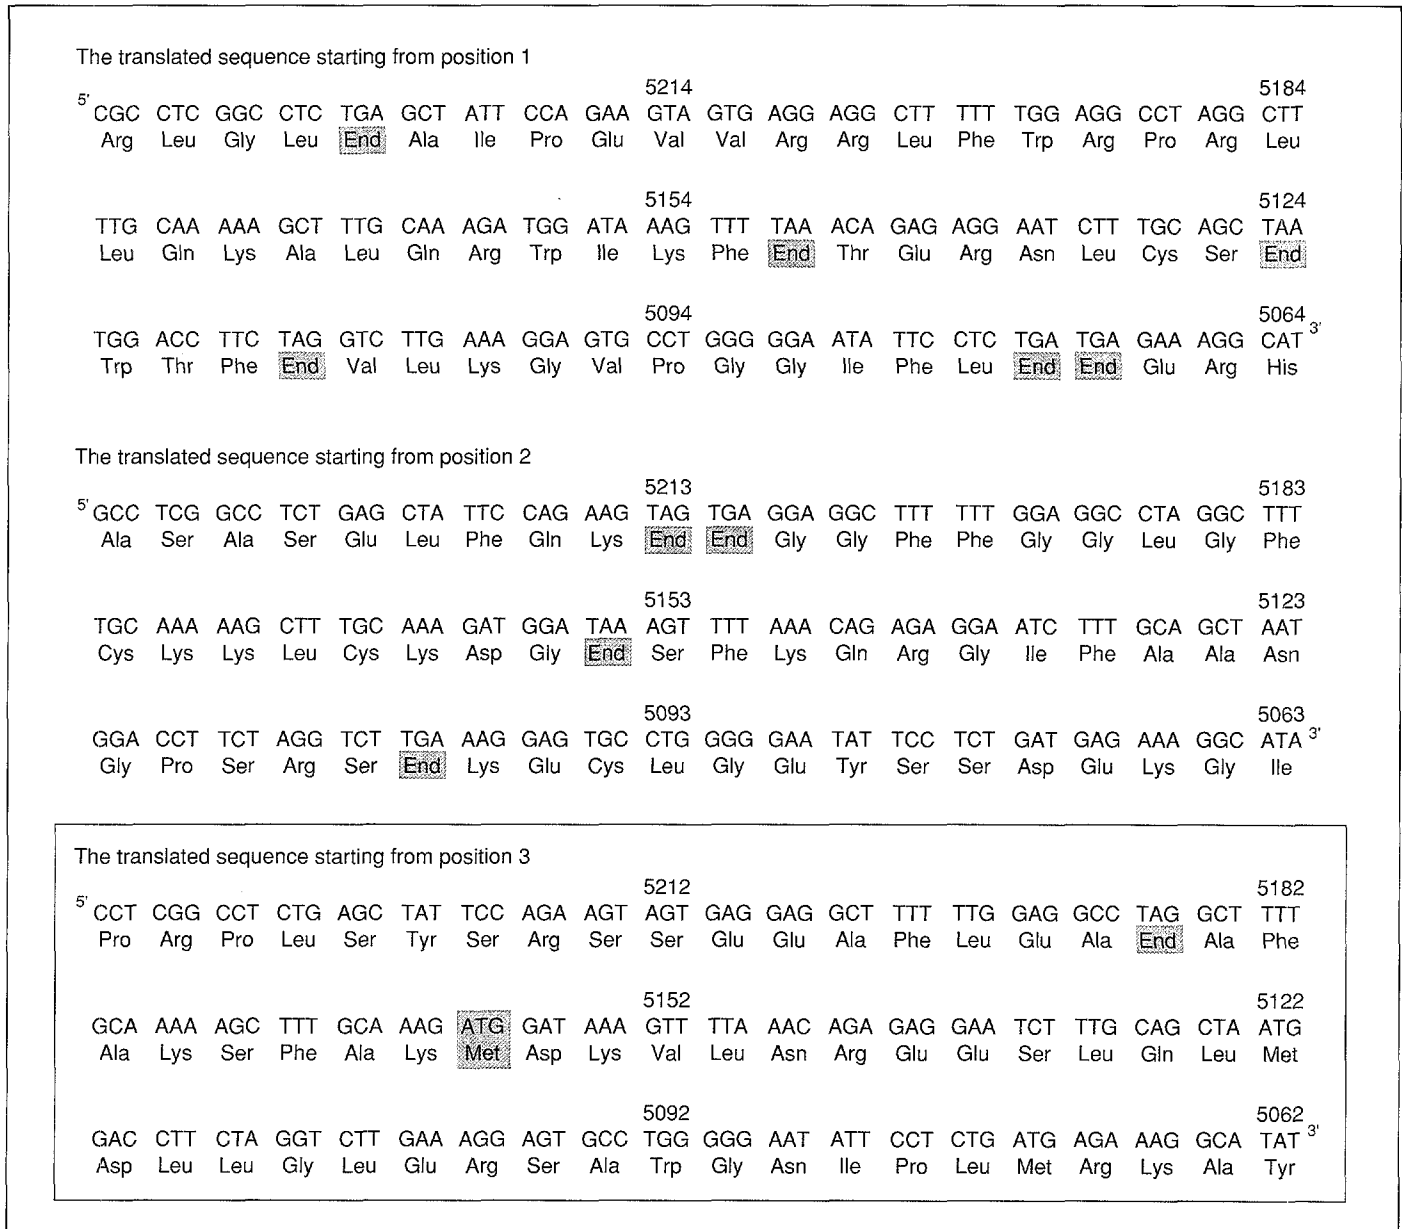 The translated sequence starting from position 1
5214 5184
5' CGC CTC GGC CTC TGA GCT ATT CCA GAA GTA GTG AGG AGG CTT TTT TGG AGG CCT AGG CTT
Arg Leu Gly Leu End Ala Ile Pro Glu Val Val Arg Arg Leu Phe Trp Arg Pro Arg Leu
5154 5124
TTG CAA AAA GCT TTG CAA AGA TGG ATA AAG TTT TAA ACA GAG AGG AAT CTT TGC AGC TAA
Leu Gln Lys Ala Leu Gln Arg Trp Ile Lys Phe End Thr Glu Arg Asn Leu Cys Ser End
5094 5064
TGG ACC TTC TAG GTC TTG AAA GGA GTG CCT GGG GGA ATA TTC CTC TGA TGA GAA AGG CAT 3'
Trp Thr Phe End Val Leu Lys Gly Val Pro Gly Gly Ile Phe Leu End End Glu Arg His
The translated sequence starting from position 2
5213 5183
5' GCC TCG GCC TCT GAG CTA TTC CAG AAG TAG TGA GGA GGC TTT TTT GGA GGC CTA GGC TTT
Ala Ser Ala Ser Glu Leu Phe Gln Lys End End Gly Gly Phe Phe Gly Gly Leu Gly Phe
5153 5123
TGC AAA AAG CTT TGC AAA GAT GGA TAA AGT TTT AAA CAG AGA GGA ATC TTT GCA GCT AAT
Cys Lys Lys Leu Cys Lys Asp Gly End Ser Phe Lys Gln Arg Gly Ile Phe Ala Ala Asn
5093 5063
GGA CCT TCT AGG TCT TGA AAG GAG TGC CTG GGG GAA TAT TCC TCT GAT GAG AAA GGC ATA 3'
Gly Pro Ser Arg Ser End Lys Glu Cys Leu Gly Glu Tyr Ser Ser Asp Glu Lys Gly Ile
The translated sequence starting from position 3
5212 5182
5' CCT CGG CCT CTG AGC TAT TCC AGA AGT AGT GAG GAG GCT TTT TTG GAG GCC TAG GCT TTT
Pro Arg Pro Leu Ser Tyr Ser Arg Ser Ser Glu Glu Ala Phe Leu Glu Ala End Ala Phe
5152 5122
GCA AAA AGC TTT GCA AAG ATG GAT AAA GTT TTA AAC AGA GAG GAA TCT TTG CAG CTA ATG
Ala Lys Ser Phe Ala Lys Met Asp Lys Val Leu Asn Arg Glu Glu Ser Leu Gln Leu Met
5092 5062
GAC CTT CTA GGT CTT GAA AGG AGT GCC TGG GGG AAT ATT CCT CTG ATG AGA AAG GCA TAT 3'
Asp Leu Leu Gly Leu Glu Arg Ser Ala Trp Gly Asn Ile Pro Leu Met Arg Lys Ala Tyr